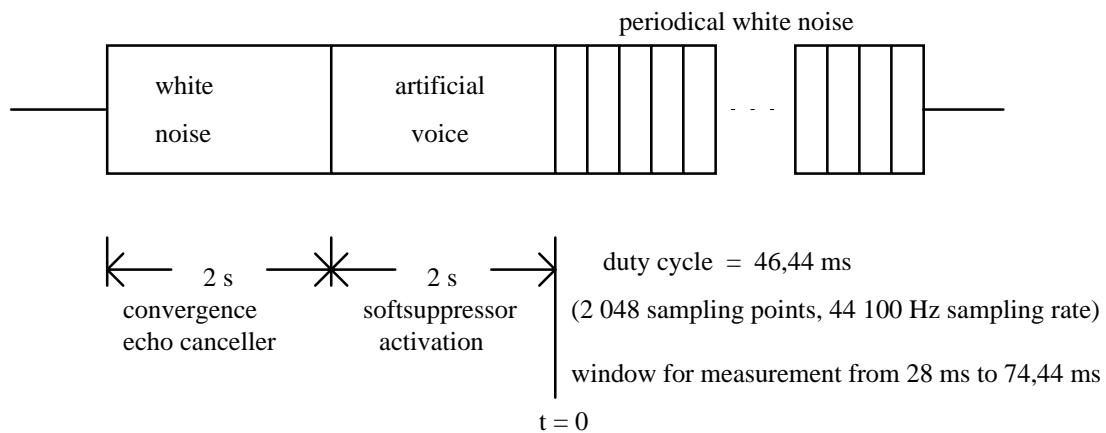 periodical white noise
white
noise
artificial
voice
2 s
convergence
echo canceller
2 s
softsuppressor
activation
duty cycle = 46,44 ms
(2 048 sampling points, 44 100 Hz sampling rate)
window for measurement from 28 ms to 74,44 ms
t = 0